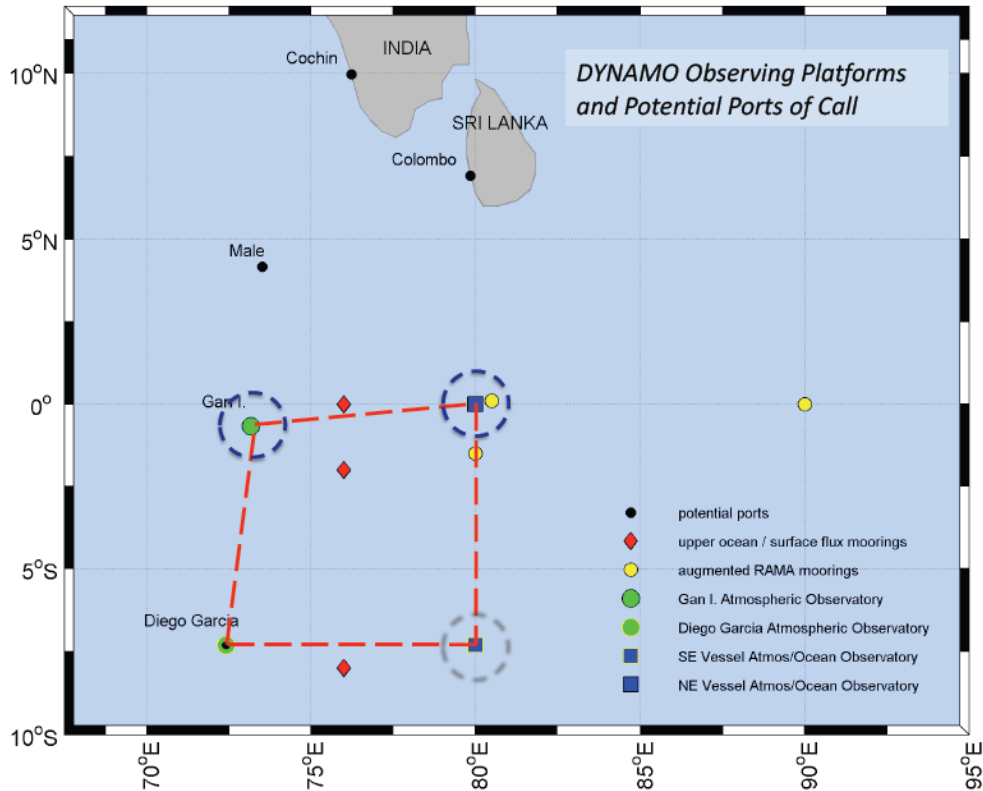 INDIA
Cochin
DYNAMO Observing Platforms
and Potential Ports of Call
10°N
SRI LANKA
Colombo
5°N
Male
Gan I.
0°
potential ports
upper ocean / surface flux moorings
augmented RAMA moorings
5°S
Gan I. Atmospheric Observatory
Diego Garcia
Diego Garcia Atmospheric Observatory
SE Vessel Atmos/Ocean Observatory
NE Vessel Atmos/Ocean Observatory
10°S
70°E
75°E
80°E
85°E
90°E
95°E